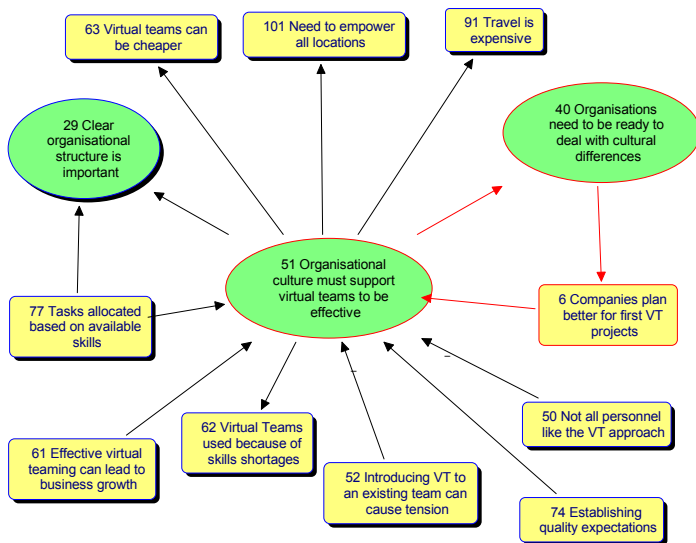 63 Virtual teams can
be cheaper
101 Need to empower
all locations
91 Travel is
expensive
29 Clear
organisational
structure is
important
40 Organisations
need to be ready to
deal with cultural
differences
51 Organisational
culture must support
virtual teams to be
effective
77 Tasks allocated
based on available
skills
6 Companies plan
better for first VT
projects
61 Effective virtual
teaming can lead to
business growth
62 Virtual Teams
used because of
skills shortages
52 Introducing VT to
an existing team can
cause tension
50 Not all personnel
like the VT approach
74 Establishing
quality expectations